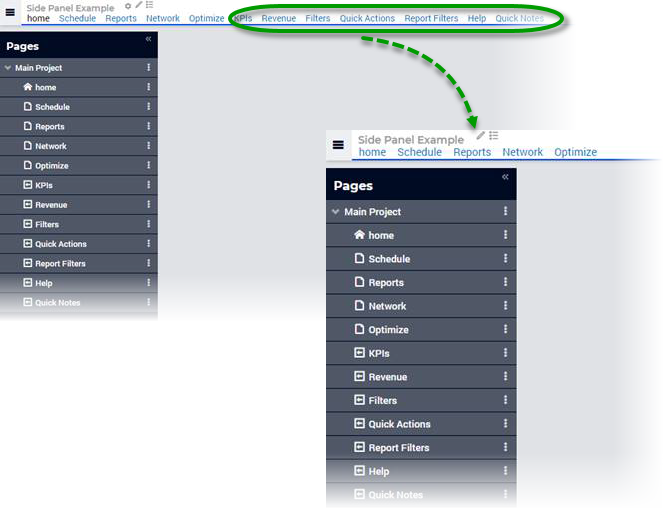 Side Panel Example
home Schedule Reports Network Optimize KPIs Revenue Filters Quick Actions Report Filters Help Quick Notes
Pages
Main Project
home
Schedule
Reports
Network
Optimize
KPIs
Revenue
Filters
Quick Actions
Report Filters
Help
Quick Notes
Side Panel Example
home Schedule Reports Network Optimize
Pages
Main Project
home
Schedule
Reports
Network
Optimize
KPIs
Revenue
Filters
Quick Actions
Report Filters
Help
Quick Notes